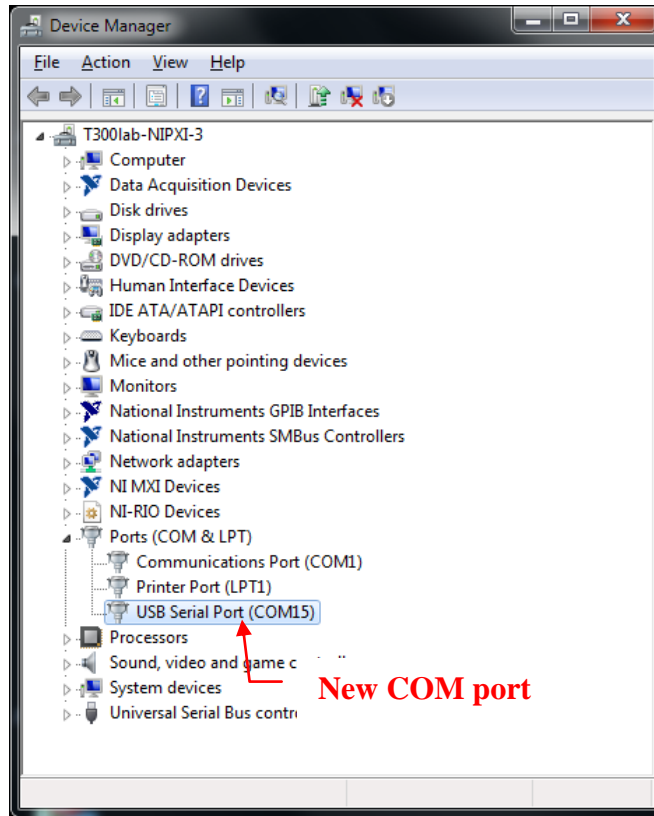 Device Manager
File Action View Help
T300lab-NIPXI-3
Computer
Data Acquisition Devices
Disk drives
Display adapters
DVD/CD-ROM drives
Human Interface Devices
IDE ATA/ATAPI controllers
Keyboards
Mice and other pointing devices
Monitors
National Instruments GPIB Interfaces
National Instruments SMBus Controllers
Network adapters
NI MXI Devices
NI-RIO Devices
Ports (COM & LPT)
Communications Port (COM1)
Printer Port (LPT1)
USB Serial Port (COM15)
Processors
Sound, video and game
System devices
New COM port
Universal Serial Bus